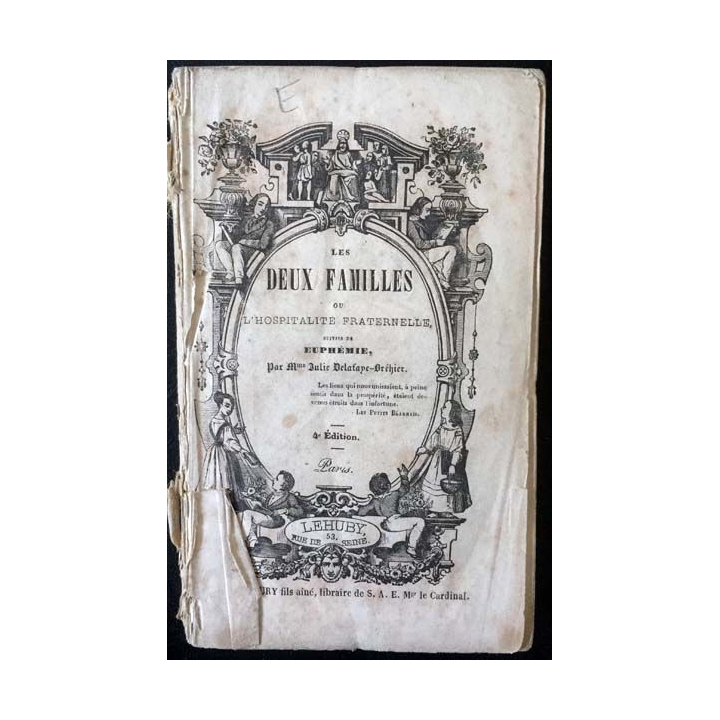 E
LES
DEUX FAMILLES
OU
L'HOSPITALITÉ FRATERNELLE,
SUIVIES DE
EUPHÉMIE,
Par Mme Julie Delafaye-Bréhier.
Les liens qui nous unissaient, à peine
sentis dans la prospérité, étaient de-
venus étroits dans l'infortune.
LES PETITS BÉARNAIS.
4e Édition.
Paris.
LEHUBY,
RUE DE 53. SEINE.
RY fils aîné, libraire de S. A. E. Mgr le Cardinal.